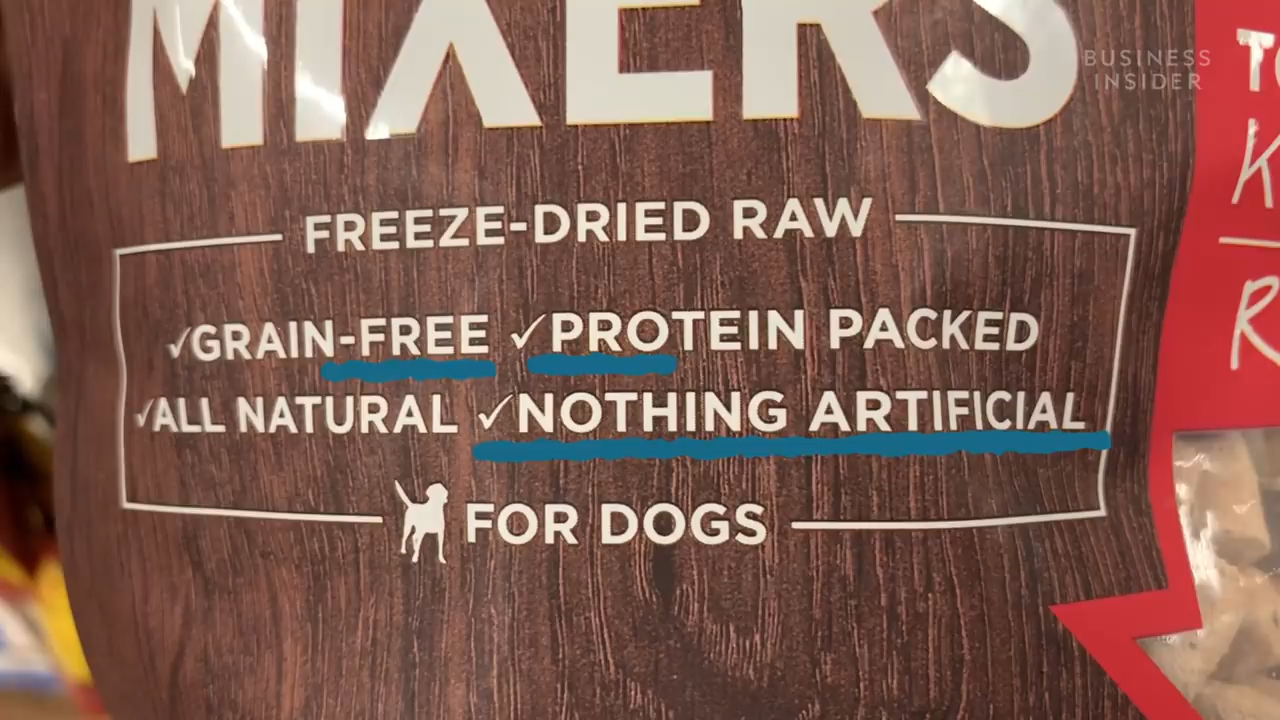 MIXERS
BUSINESS
INSIDER
FREEZE-DRIED RAW
✓GRAIN-FREE ✓PROTEIN PACKED
✓ALL NATURAL ✓NOTHING ARTIFICIAL
FOR DOGS